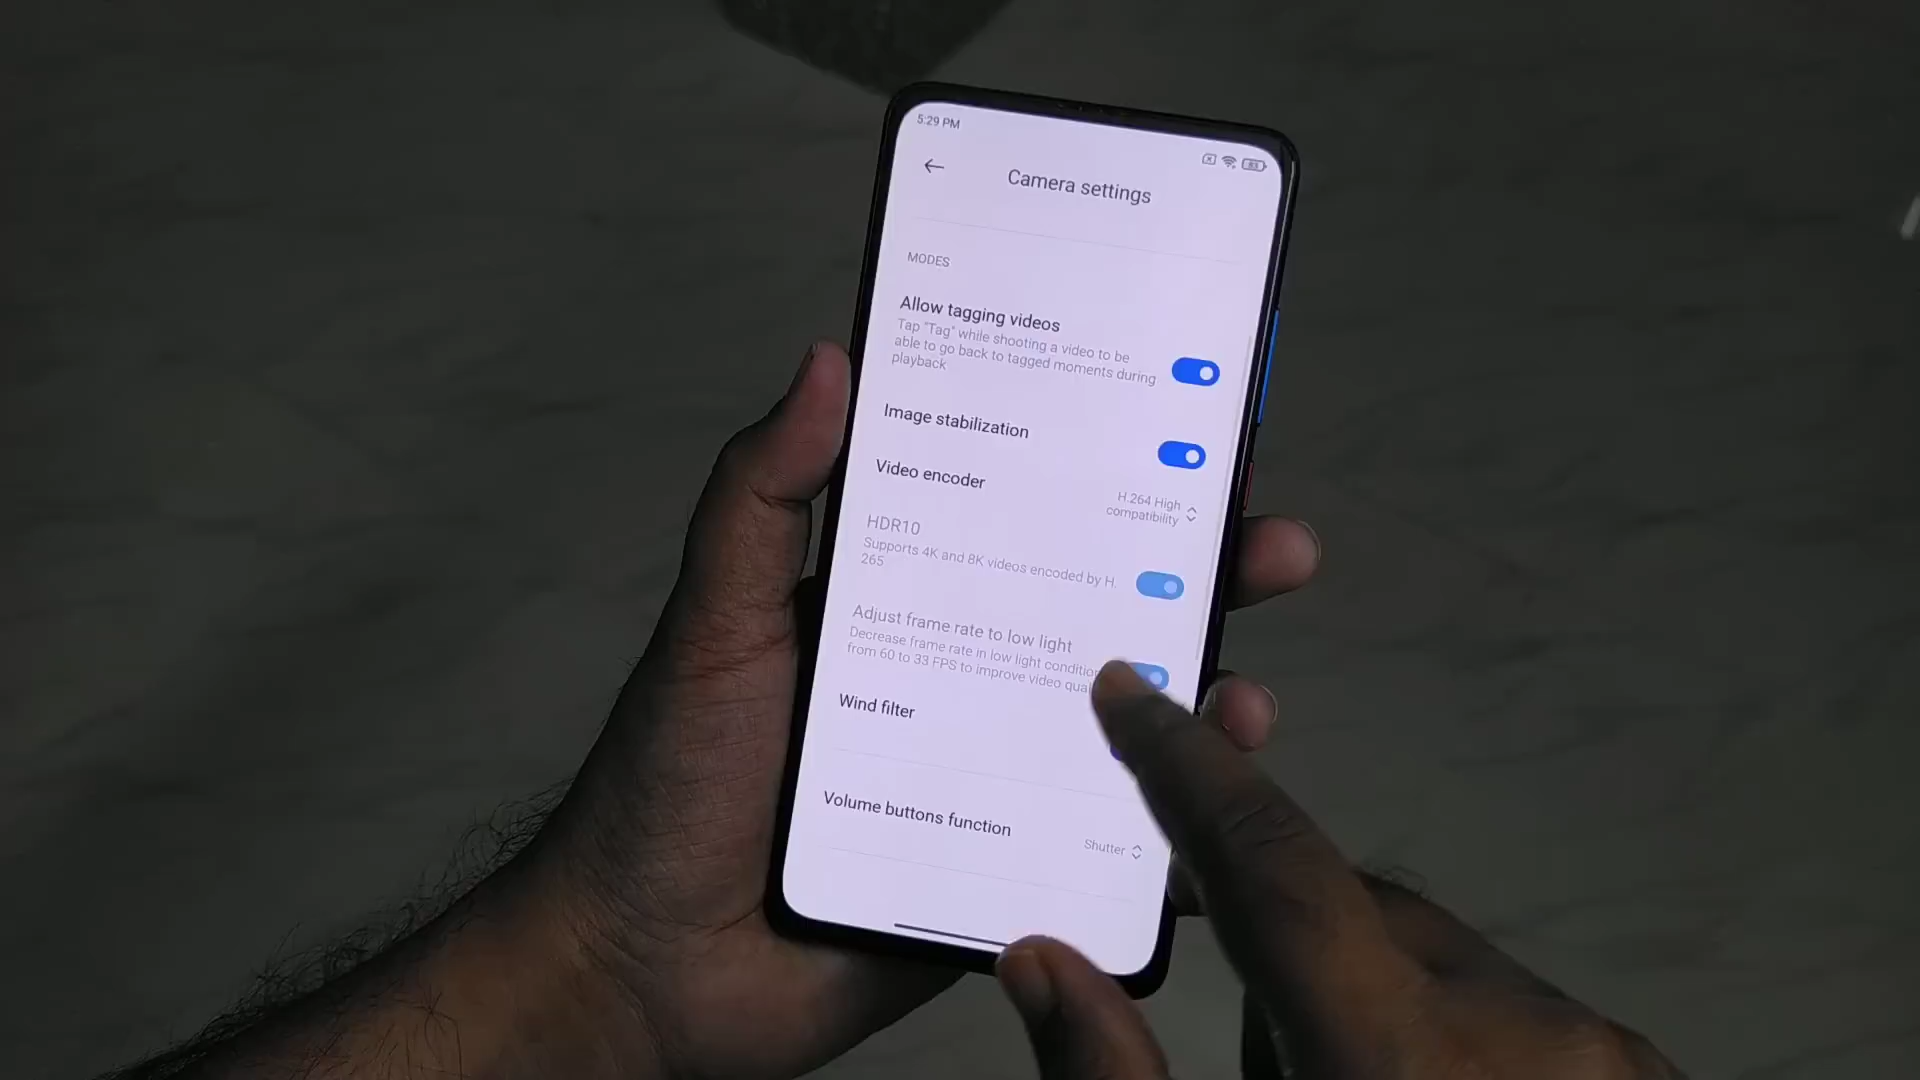 5:29 PM
83
Camera settings
MODES
Allow tagging videos
Tap "Tag" while shooting a video to be
able to go back to tagged moments during
playback
Image stabilization
Video encoder
H.264 High
compatibility
HDR10
Supports 4K and 8K videos encoded by H.
265
Adjust frame rate to low light
Decrease frame rate in low light condition
from 60 to 33 FPS to improve video qual
Wind filter
Volume buttons function
Shutter